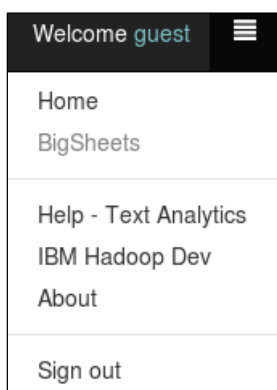 Welcome guest
Home
BigSheets
Help - Text Analytics
IBM Hadoop Dev
About
Sign out